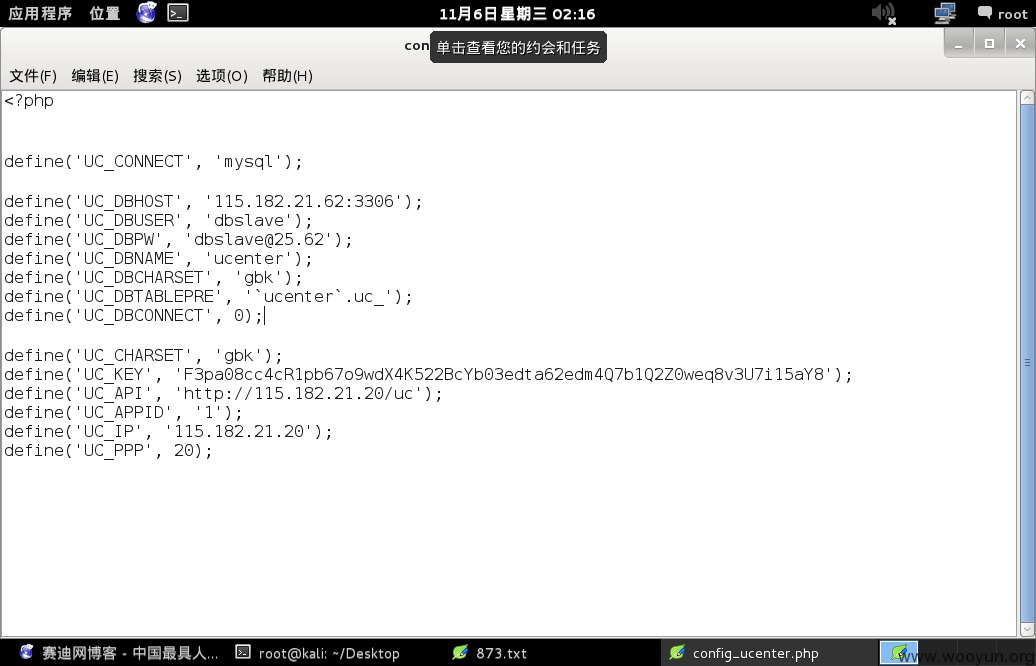 应用程序 位置 11月6日星期三 02:16 root
con
单击查看您的约会和任务
文件(F) 编辑(E) 搜索(S) 选项(O) 帮助(H)
<?php
define('UC_CONNECT', 'mysql');
define('UC_DBHOST', '115.182.21.62:3306');
define('UC_DBUSER', 'dbslave');
define('UC_DBPW', 'dbslave@25.62');
define('UC_DBNAME', 'ucenter');
define('UC_DBCHARSET', 'gbk');
define('UC_DBTABLEPRE', '`ucenter`.uc_');
define('UC_DBCONNECT', 0);
define('UC_CHARSET', 'gbk');
define('UC_KEY', 'F3pa08cc4cR1pb67o9wdX4K522BcYb03edta62edm4Q7b1Q2Z0weq8v3U7i15aY8');
define('UC_API', 'http://115.182.21.20/uc');
define('UC_APPID', '1');
define('UC_IP', '115.182.21.20');
define('UC_PPP', 20);
赛迪网博客 - 中国最具人... root@kali: ~/Desktop 873.txt config_ucenter.php
www.wooyun.org